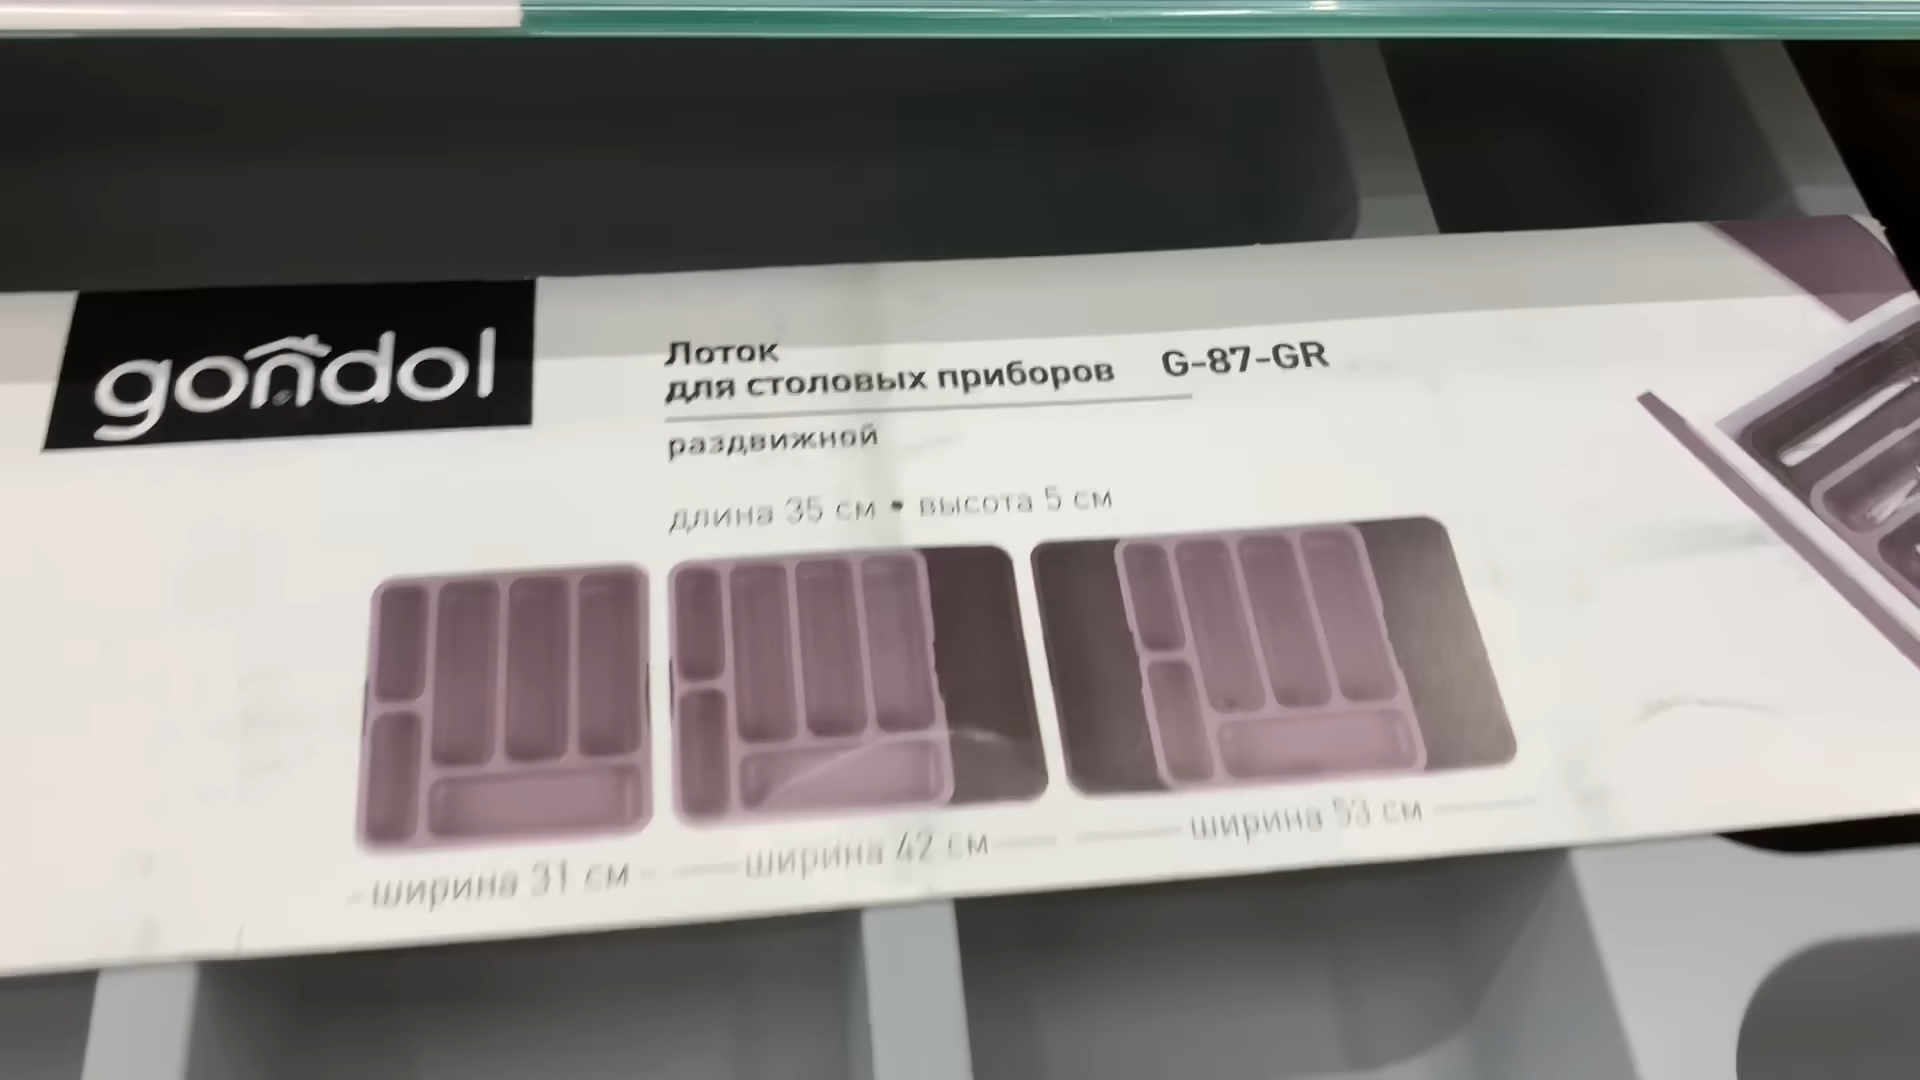 gondol
Лоток
для столовых приборов G-87-GR
раздвижной
длина 35 см • высота 5 см
ширина 31 см
ширина 42 см
ширина 53 см